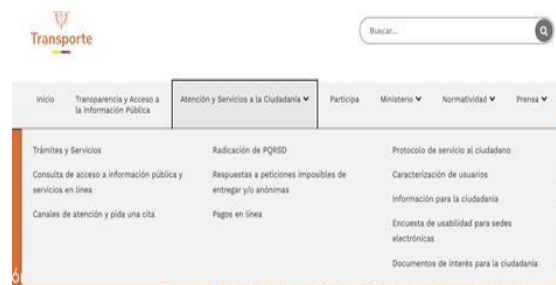 Transporte
Buscar...
Inicio
Transparencia y Acceso a
la Información Pública
Atención y Servicios a la Ciudadanía
Participa
Ministerio
Normatividad
Prensa
Trámites y Servicios
Consulta de acceso a información pública y
servicios en línea
Canales de atención y pida una cita
Radicación de PQRSD
Respuestas a peticiones imposibles de
entregar y/o anónimas
Pagos en línea
Protocolo de servicio al ciudadano
Caracterización de usuarios
Información para la ciudadanía
Encuesta de usabilidad para sedes
electrónicas
Documentos de interés para la ciudadanía